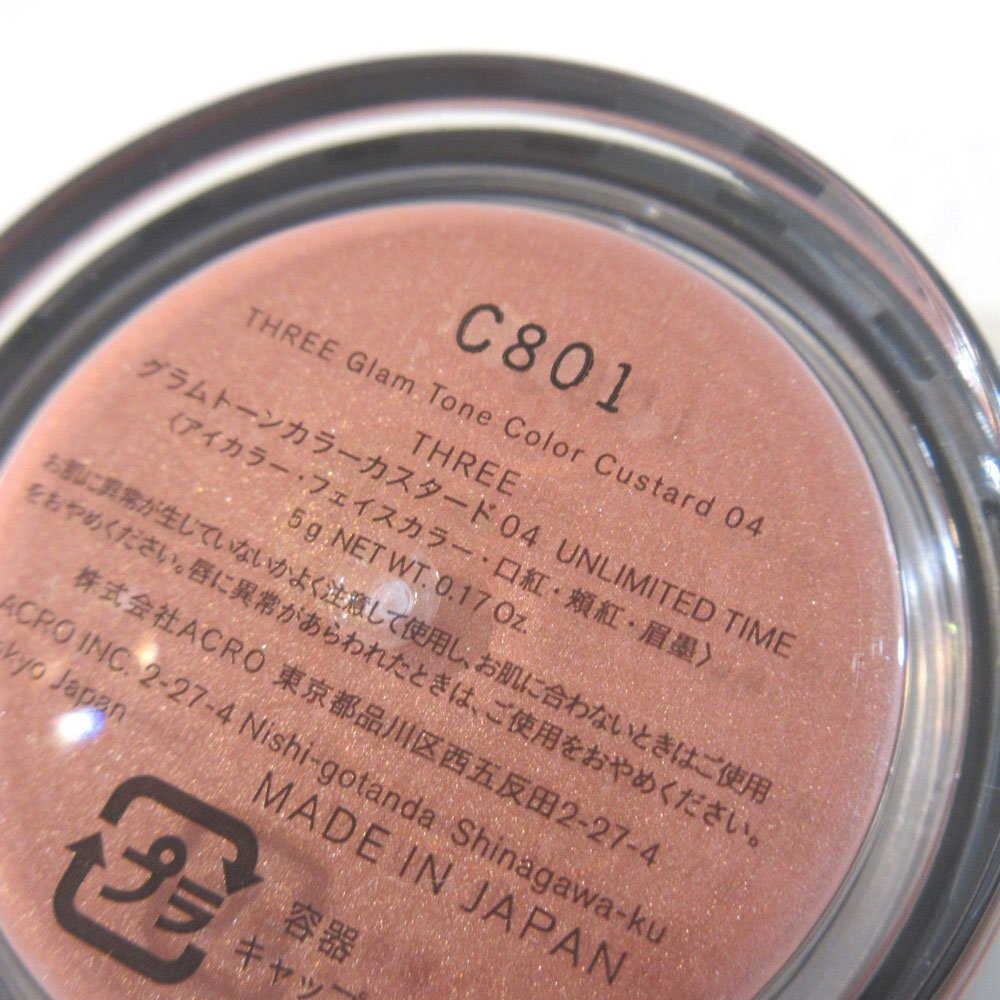 C801
THREE Glam Tone Color Custard 04
THREE
グラムトーンカラーカスタード04 UNLIMITED TIME
〈アイカラー・フェイスカラー・口紅・頬紅・眉墨〉
5g NET WT. 0.17 Oz.
お肌に異常が生じていないかよく注意して使用し、お肌に合わないときはご使用
をおやめください。唇に異常があらわれたときは、ご使用をおやめください。
株式会社ACRO 東京都品川区西五反田2-27-4
ACRO INC. 2-27-4 Nishi-gotanda Shinagawa-ku
Japan
MADE IN JAPAN
プラ
容器
キャップ